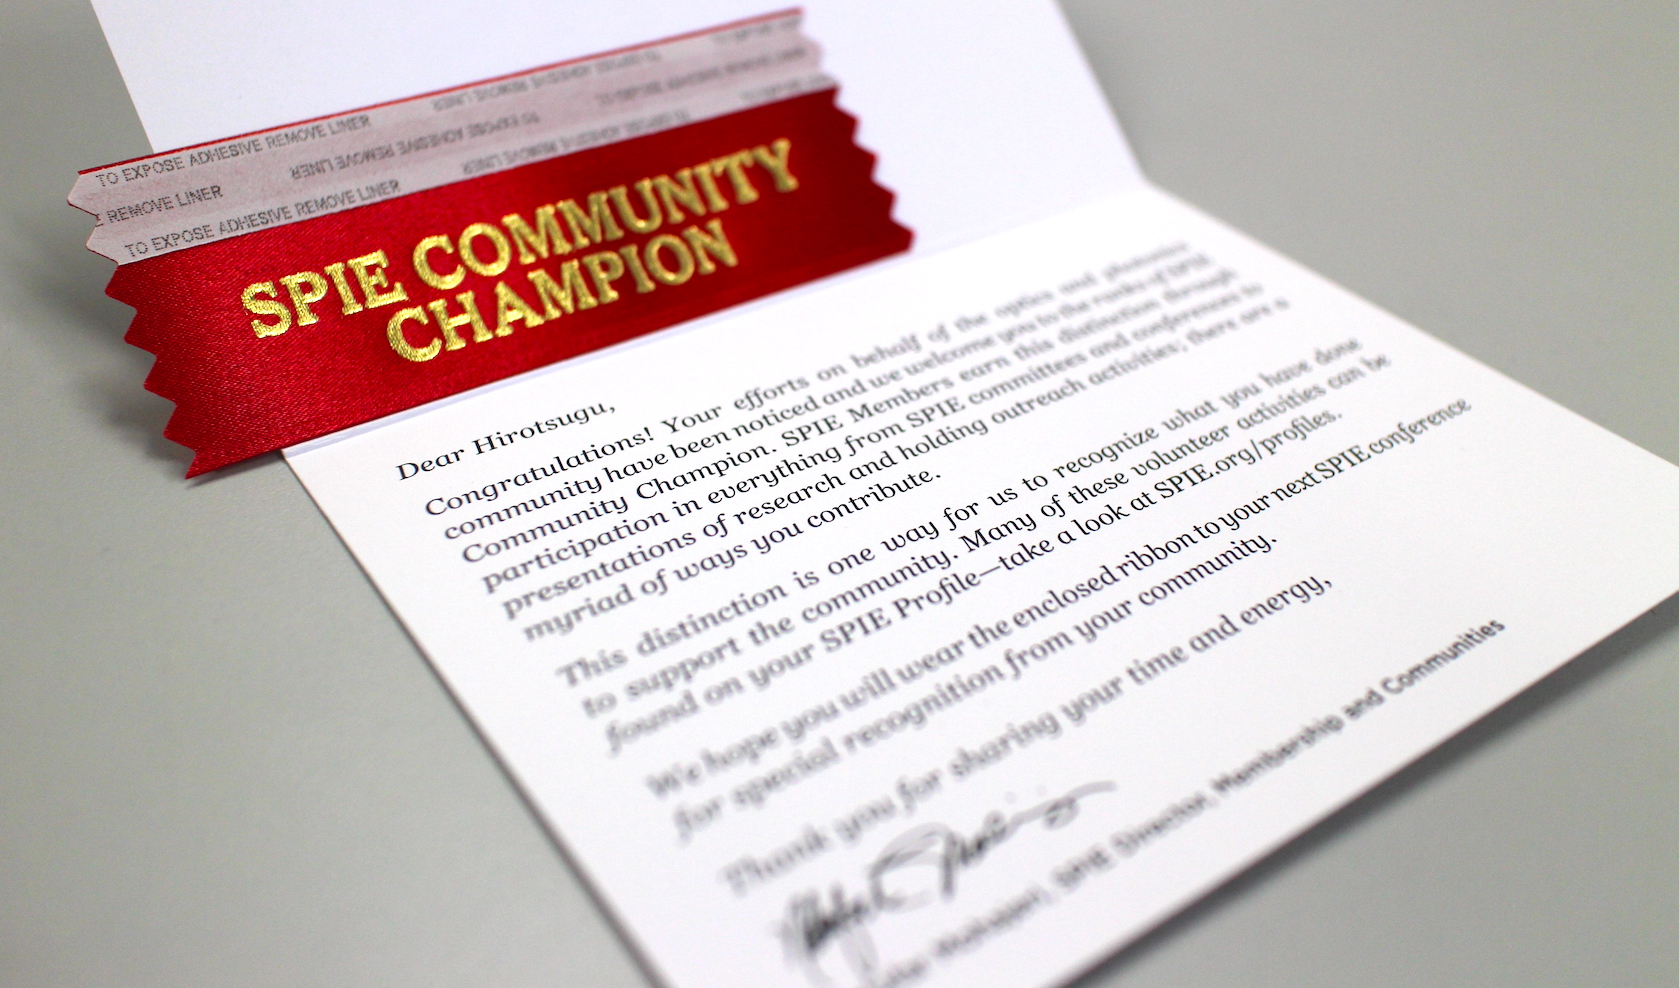 TO EXPOSE ADHESIVE REMOVE LINER
REMOVE LINER
TO EXPOSE ADHESIVE REMOVE LINER
SPIE COMMUNITY
CHAMPION
Dear Hirotsugu,
Congratulations! Your efforts on behalf of the optics and photonics
community have been noticed and we welcome you to the ranks of SPIE
Community Champion. SPIE Members earn this distinction through
participation in everything from SPIE committees and conferences to
presentations of research and holding outreach activities; there are a
myriad of ways you contribute.
This distinction is one way for us to recognize what you have done
to support the community. Many of these volunteer activities can be
found on your SPIE Profile—take a look at SPIE.org/profiles.
We hope you will wear the enclosed ribbon to your next SPIE conference
for special recognition from your community.
Thank you for sharing your time and energy,
SPIE Director, Membership and Communities